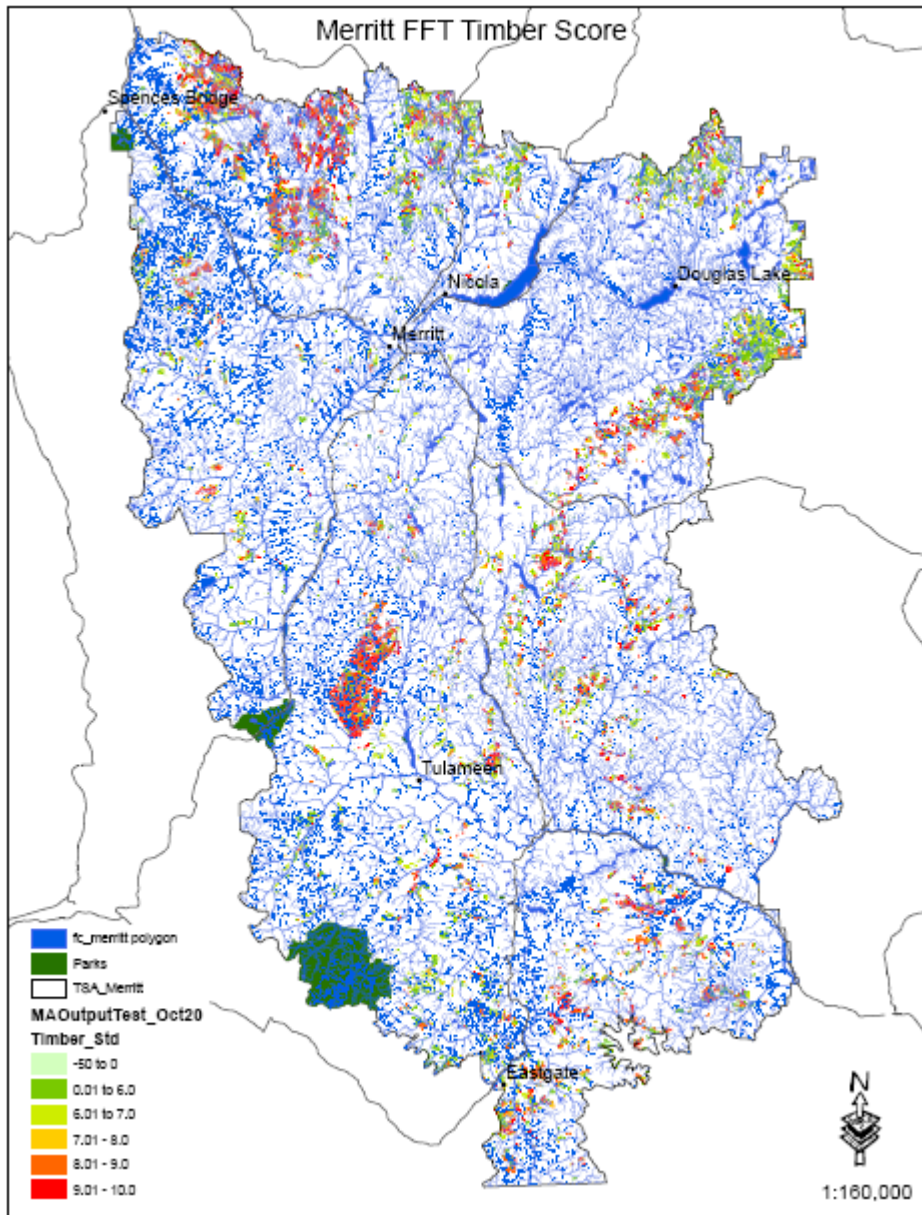 Merritt FFT Timber Score
Spences Bridge
Nicola
Douglas Lake
Merritt
Tulameen
Eastgate
fc_merritt polygon
Parks
TSA_Merritt
MAOutputTest_Oct20
Timber_Std
-50 to 0
0.01 to 6.0
6.01 to 7.0
7.01 - 8.0
8.01 - 9.0
9.01 - 10.0
N
1:160,000